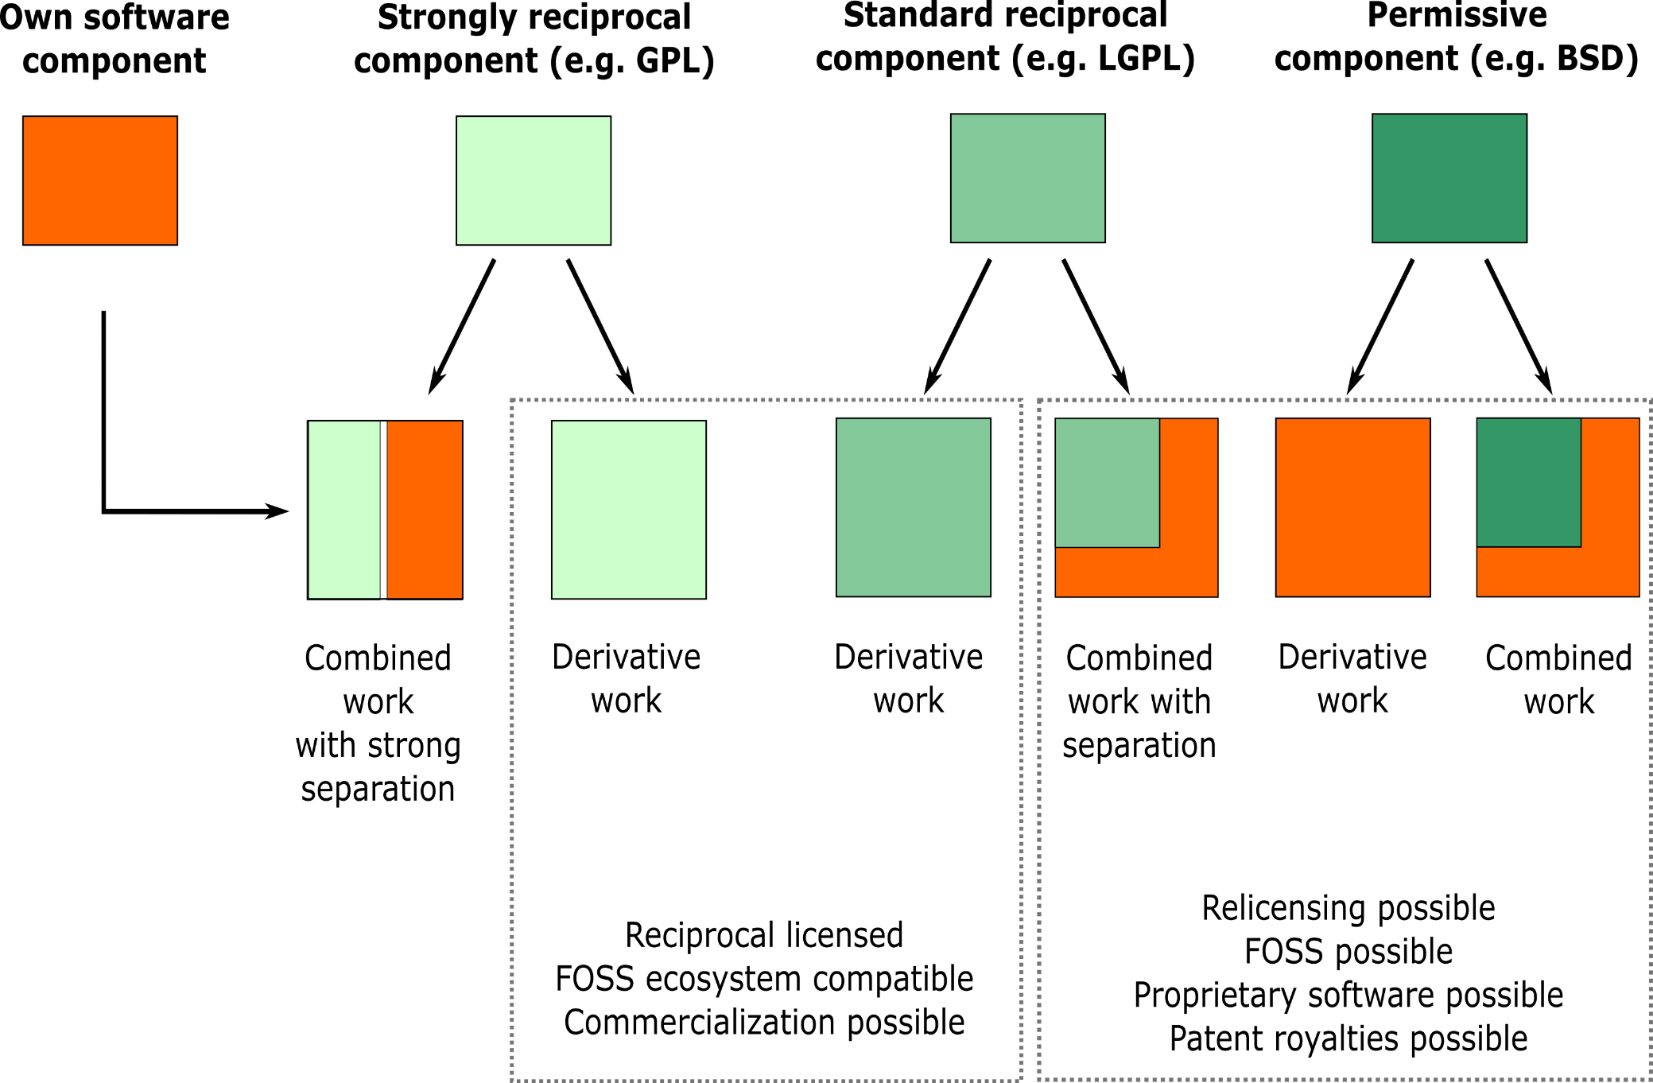 Own software
component
Strongly reciprocal
component (e.g. GPL)
Standard reciprocal
component (e.g. LGPL)
Permissive
component (e.g. BSD)
Combined
work
with strong
separation
Derivative
work
Derivative
work
Combined
work with
separation
Derivative
work
Combined
work
Reciprocal licensed
FOSS ecosystem compatible
Commercialization possible
Relicensing possible
FOSS possible
Proprietary software possible
Patent royalties possible